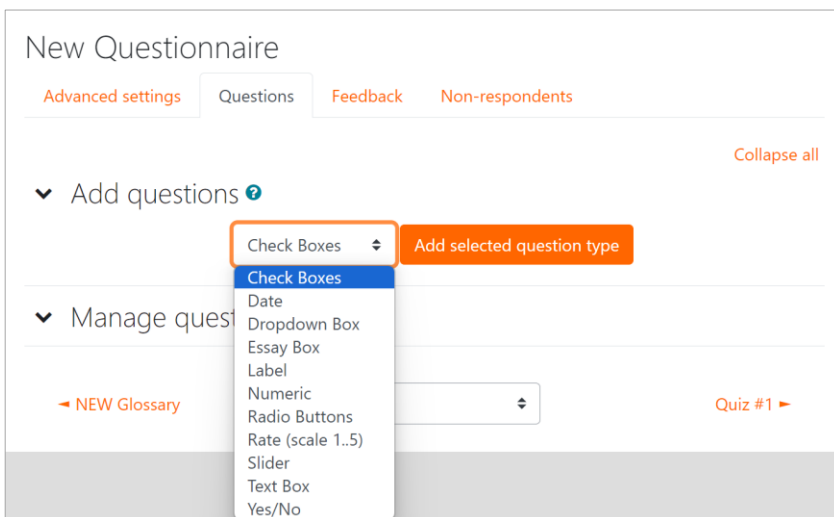 New Questionnaire
Advanced settings Questions Feedback Non-respondents
Collapse all
Add questions ?
Check Boxes Add selected question type
Check Boxes
Date
Dropdown Box
Essay Box
Label
Numeric
Radio Buttons
Rate (scale 1..5)
Slider
Text Box
Yes/No
Manage quest
◄ NEW Glossary Quiz #1 ►